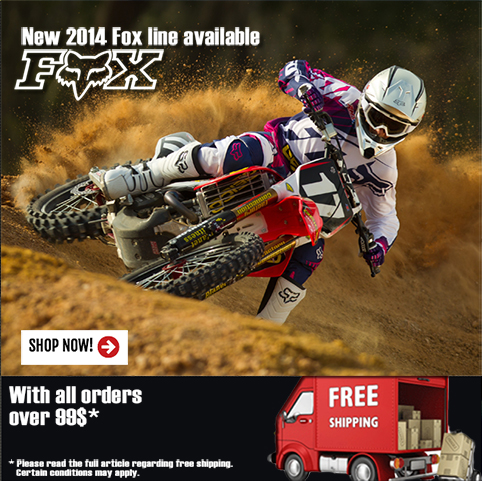 New 2014 Fox line available
FOX
17
SHOP NOW!
With all orders
over 99$*
FREE
SHIPPING
* Please read the full article regarding free shipping.
Certain conditions may apply.